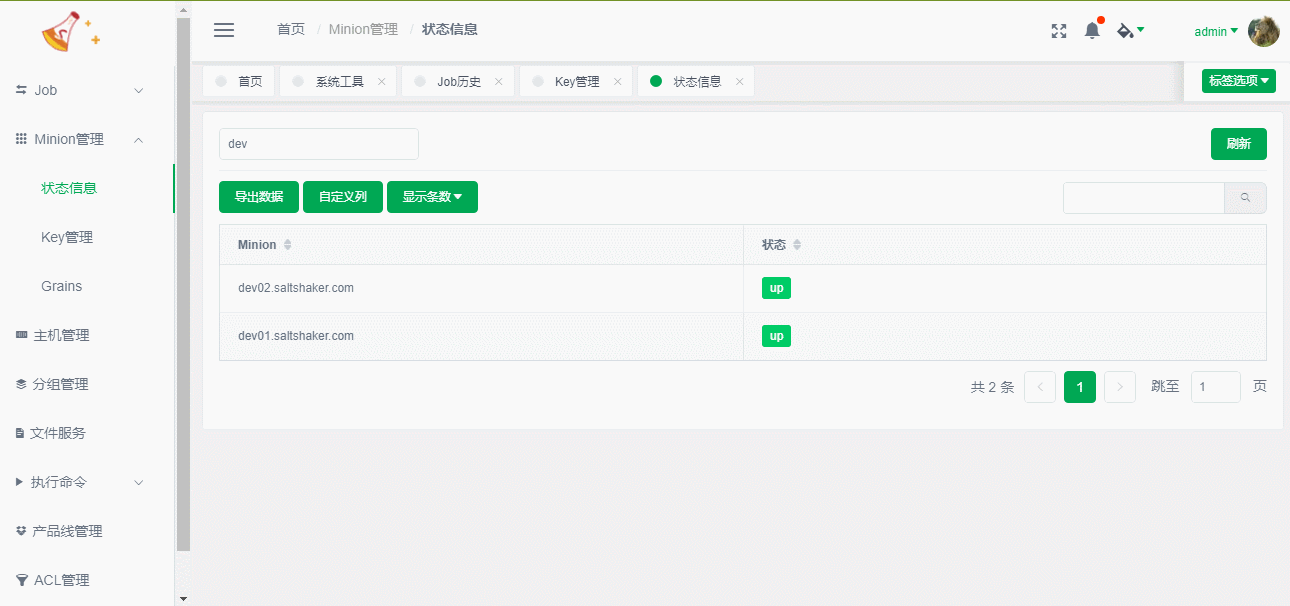 首页 / Minion管理 / 状态信息
admin
Job
Minion管理
状态信息
Key管理
Grains
主机管理
分组管理
文件服务
执行命令
产品线管理
ACL管理
首页 系统工具 Job历史 Key管理 状态信息
标签选项
dev
刷新
导出数据 自定义列 显示条数
Minion 状态
dev02.saltshaker.com up
dev01.saltshaker.com up
共 2 条 1 跳至 1 页